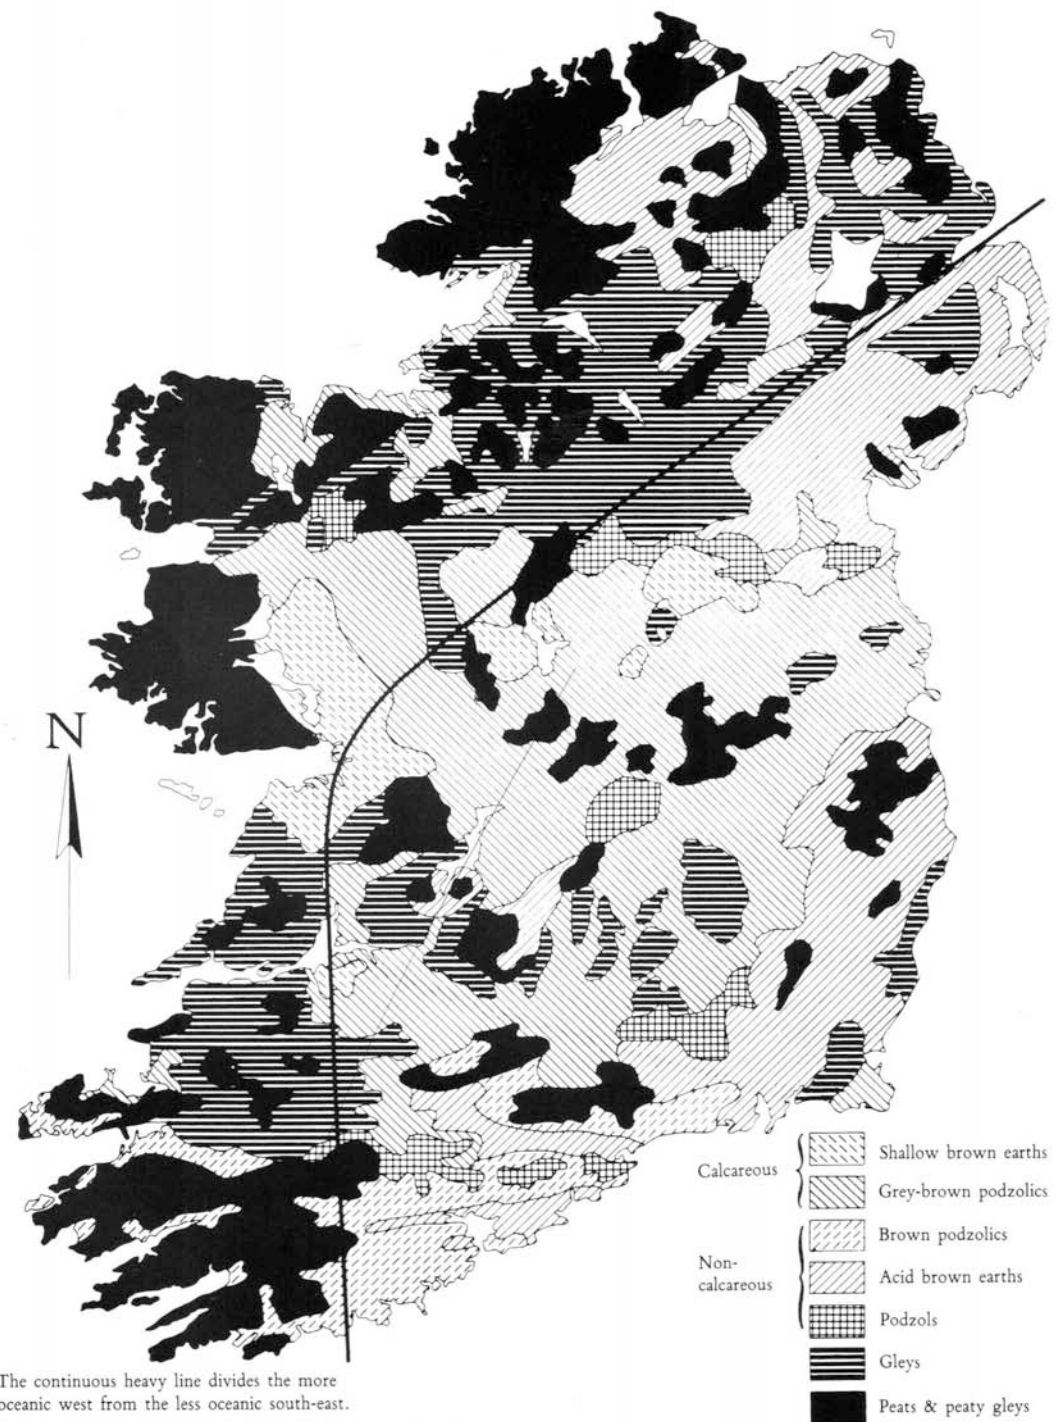 N
Calcareous
Shallow brown earths
Grey-brown podzolics
Non-
calcareous
Brown podzolics
Acid brown earths
Podzols
Gleys
Peats & peaty gleys
The continuous heavy line divides the more
oceanic west from the less oceanic south-east.